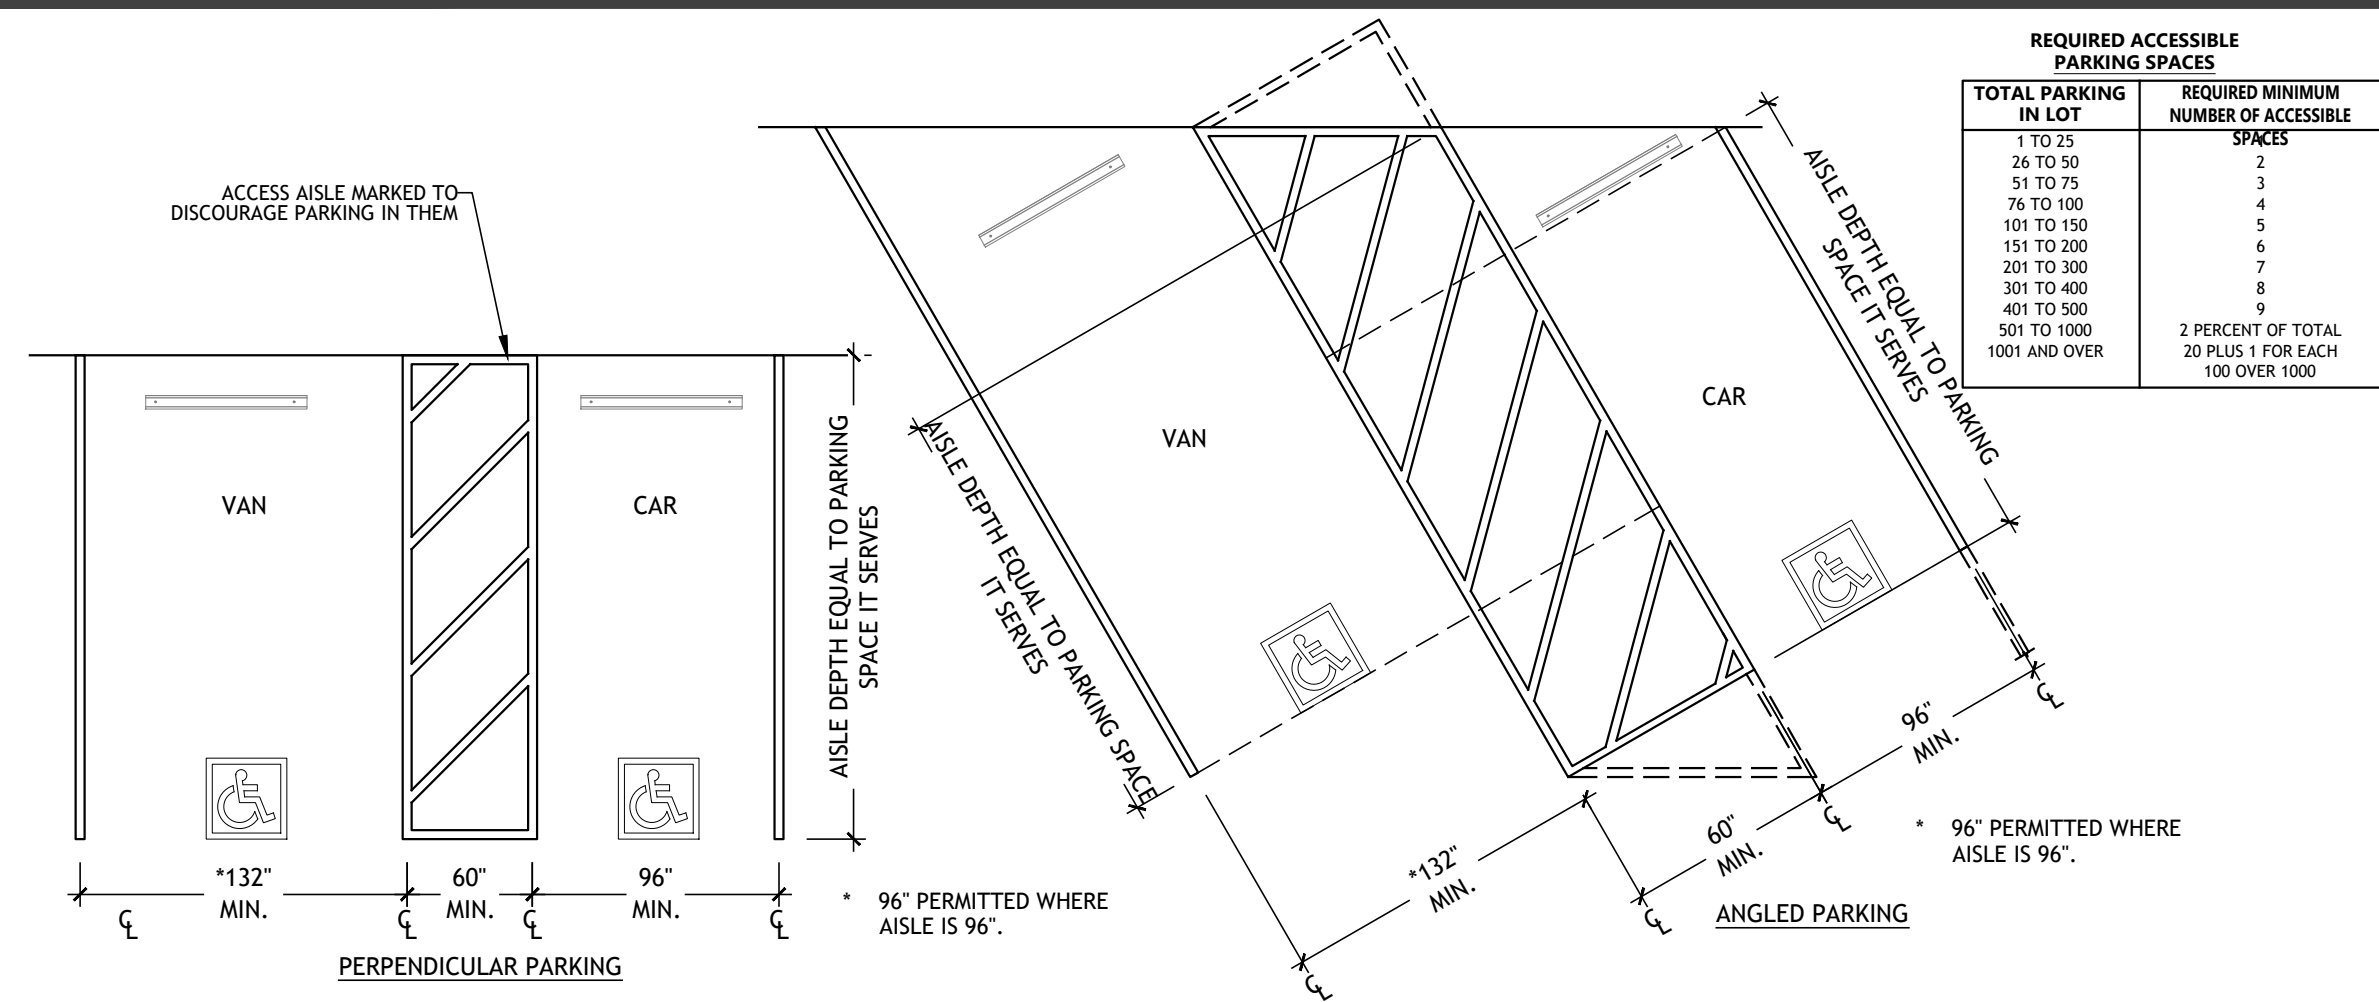 REQUIRED ACCESSIBLE
PARKING SPACES
TOTAL PARKING
IN LOT
REQUIRED MINIMUM
NUMBER OF ACCESSIBLE
SPACES
1 TO 25 1
26 TO 50 2
51 TO 75 3
76 TO 100 4
101 TO 150 5
151 TO 200 6
201 TO 300 7
301 TO 400 8
401 TO 500 9
501 TO 1000 2 PERCENT OF TOTAL
1001 AND OVER 20 PLUS 1 FOR EACH
100 OVER 1000
ACCESS AISLE MARKED TO
DISCOURAGE PARKING IN THEM
VAN
CAR
AISLE DEPTH EQUAL TO PARKING
SPACE IT SERVES
*132"
MIN.
60"
MIN.
96"
MIN.
℄
℄
℄
℄
* 96" PERMITTED WHERE
AISLE IS 96".
PERPENDICULAR PARKING
VAN
CAR
AISLE DEPTH EQUAL TO PARKING SPACE
IT SERVES
AISLE DEPTH EQUAL TO PARKING
SPACE IT SERVES
*132"
MIN.
60"
MIN.
96"
MIN.
℄
℄
℄
℄
* 96" PERMITTED WHERE
AISLE IS 96".
ANGLED PARKING